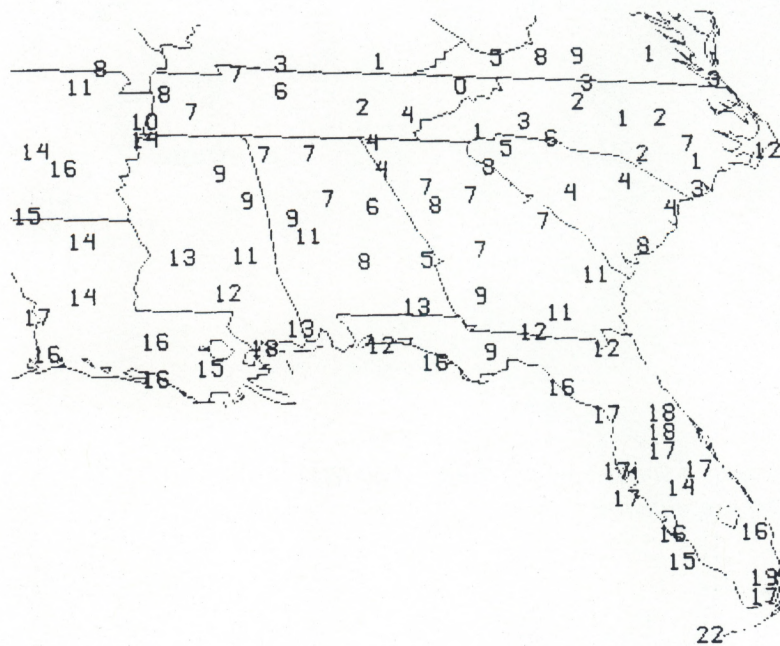 5 8 9 1
8 7 3 1 3
11 8 6 0 3
7 2 4 2
10 3 1 2
14 4 1 5 6 7 12
14 7 7 4 8 2 1
16 9 7 7 4 4 3
9 7 6 8 4
15 9 7
14 11 7 8
13 11 8 5
14 12 9 11
17 13 11
16 13 12
16 18 12 9 12
15 16
16 16
17 18
18
17
17 17
17 14
16 16
15
19
17
22